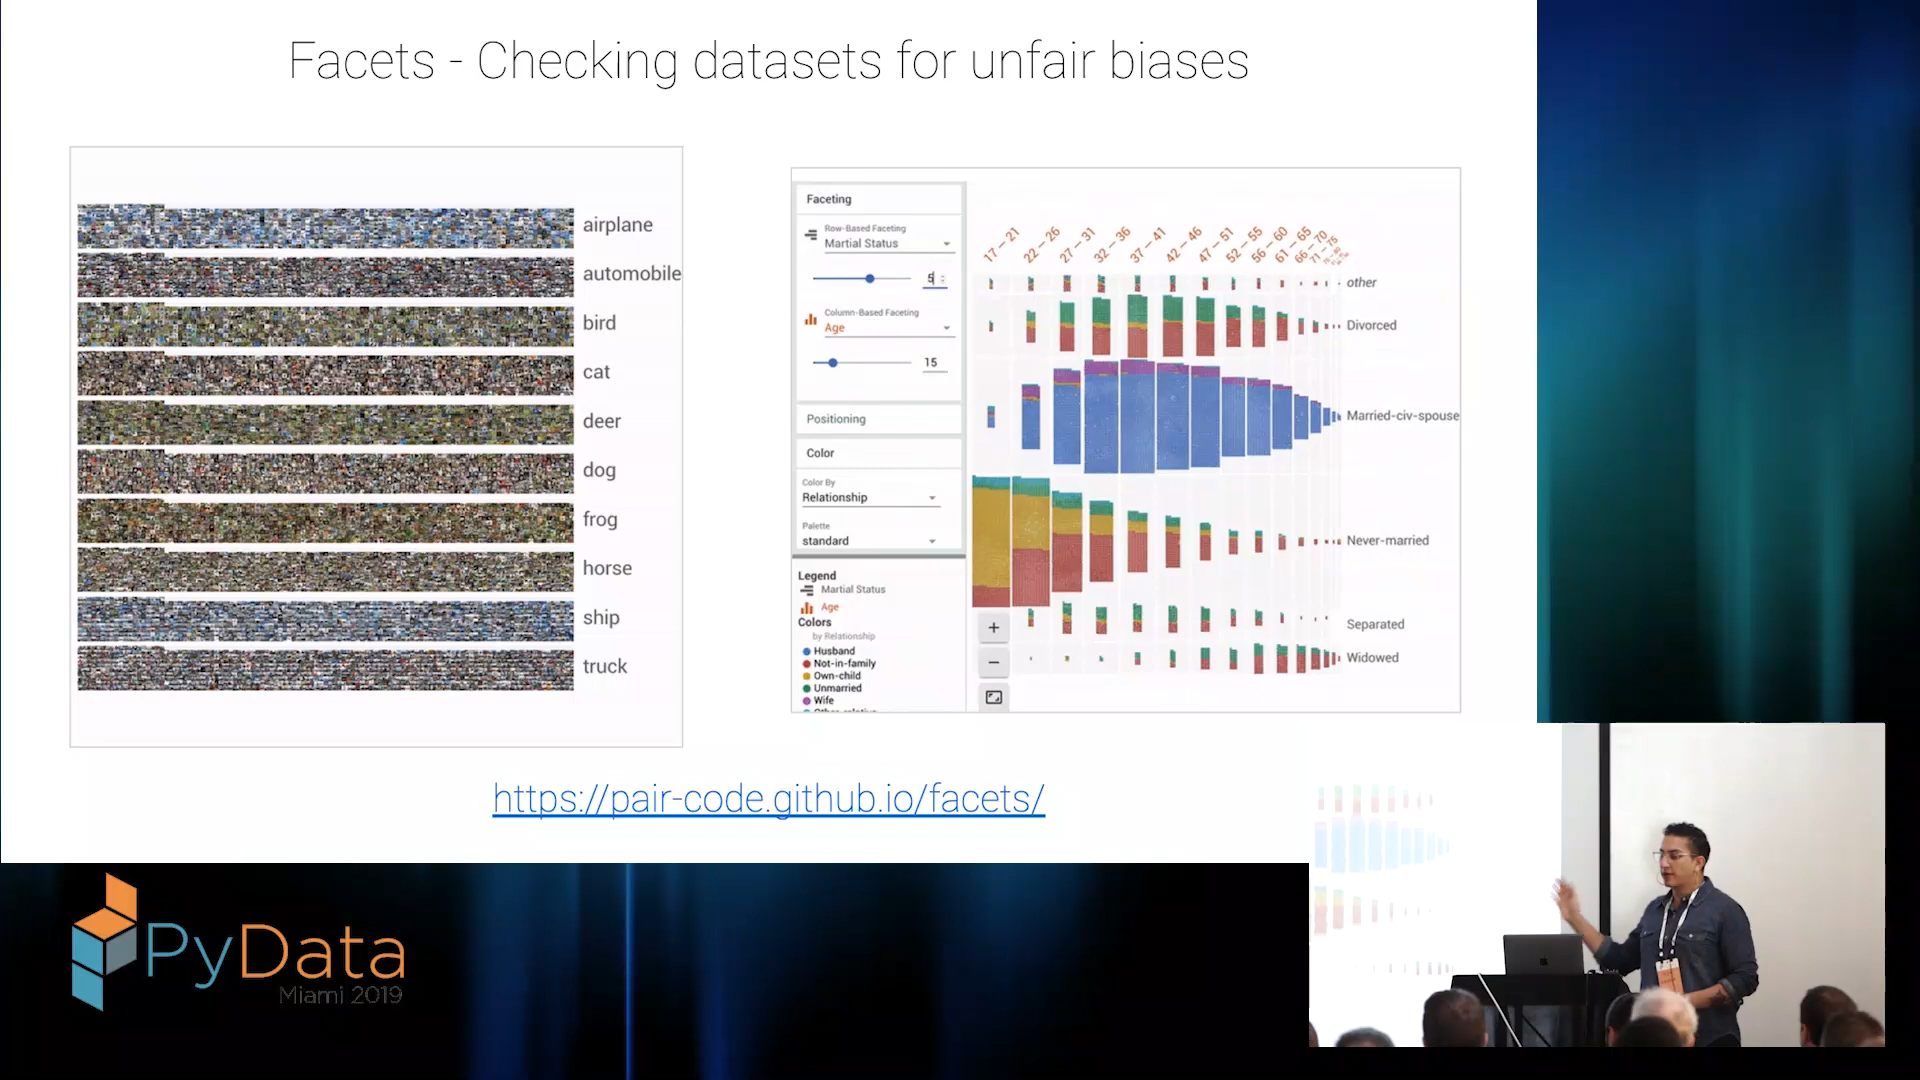 Facets - Checking datasets for unfair biases
airplane
automobile
bird
cat
deer
dog
frog
horse
ship
truck
Faceting
Row-Based Faceting
Martial Status
5
Column-Based Faceting
Age
15
Positioning
Color
Color By
Relationship
Palette
standard
Legend
Martial Status
Age
Colors
by Relationship
Husband
Not-in-family
Own-child
Unmarried
Wife
17 – 21
22 – 26
27 – 31
32 – 36
37 – 41
42 – 46
47 – 51
52 – 55
56 – 60
61 – 65
66 – 70
71 – 75
other
Divorced
Married-civ-spouse
Never-married
Separated
Widowed
+
−
https://pair-code.github.io/facets/
PyData
Miami 2019